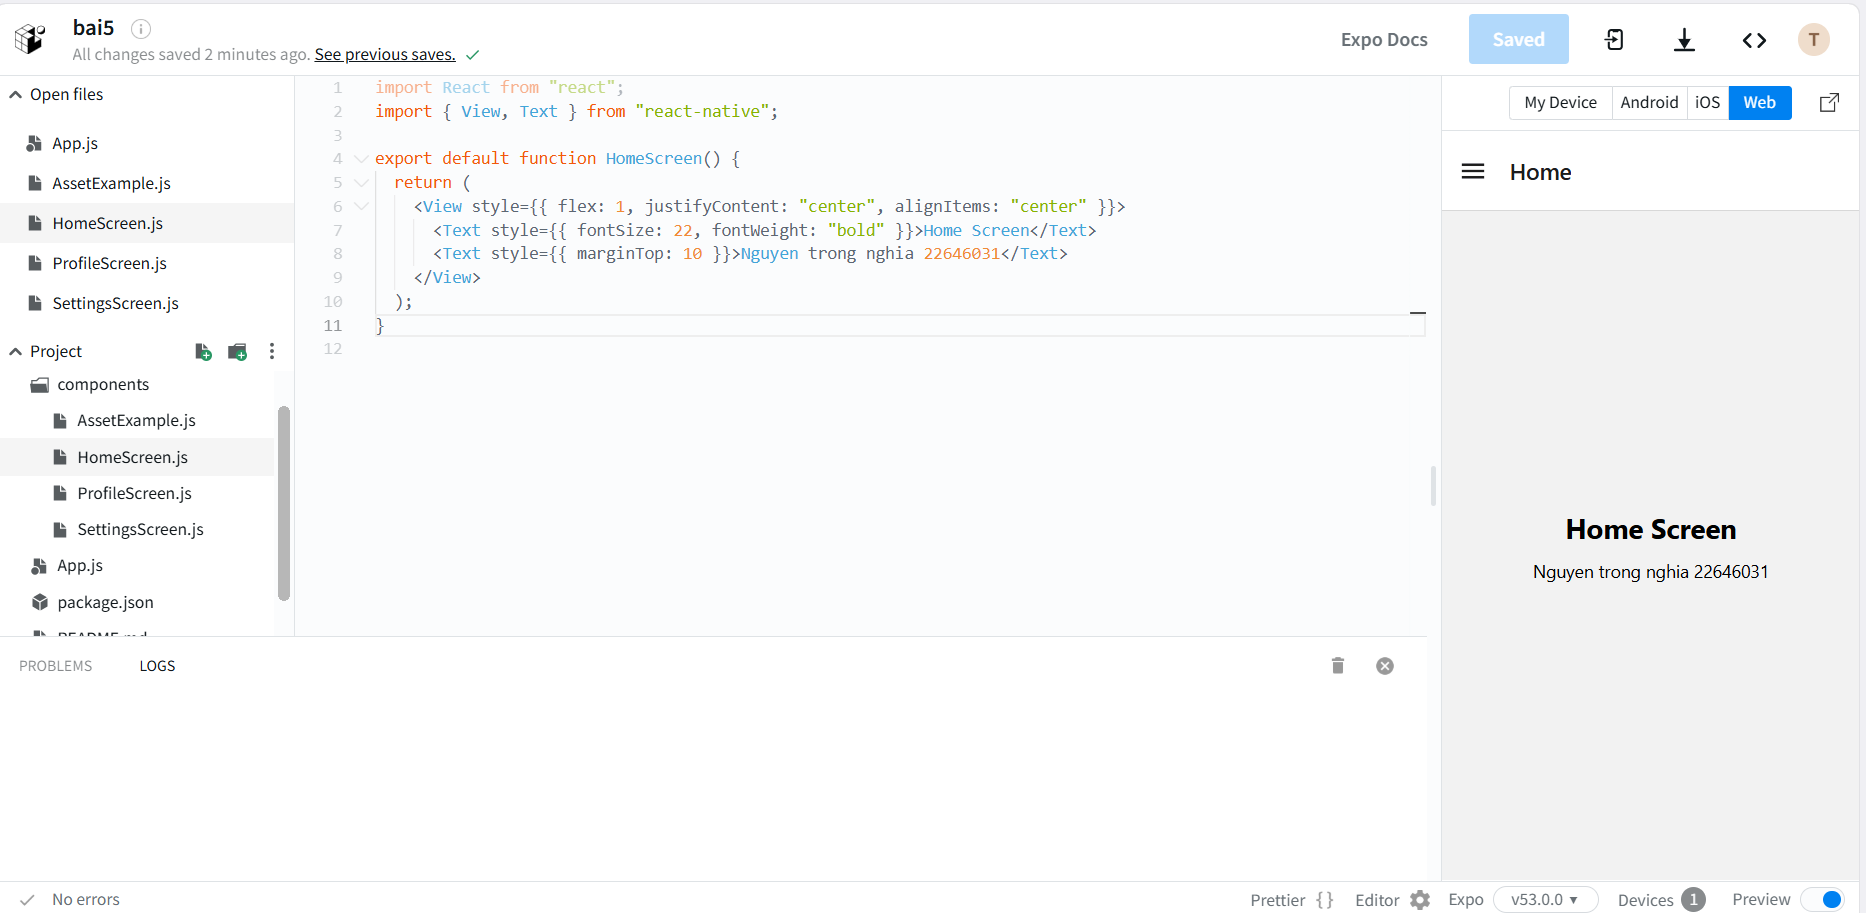 bai5
All changes saved 2 minutes ago. See previous saves.
Expo Docs
Saved
T
Open files
App.js
AssetExample.js
HomeScreen.js
ProfileScreen.js
SettingsScreen.js
Project
components
AssetExample.js
HomeScreen.js
ProfileScreen.js
SettingsScreen.js
App.js
package.json
README.md
1 import React from "react";
2 import { View, Text } from "react-native";
3
4 export default function HomeScreen() {
5 return (
6 <View style={{ flex: 1, justifyContent: "center", alignItems: "center" }}>
7 <Text style={{ fontSize: 22, fontWeight: "bold" }}>Home Screen</Text>
8 <Text style={{ marginTop: 10 }}>Nguyen trong nghia 22646031</Text>
9 </View>
10 );
11 }
12
My Device Android iOS Web
Home
Home Screen
Nguyen trong nghia 22646031
PROBLEMS LOGS
No errors
Prettier {} Editor Expo v53.0.0 Devices 1 Preview